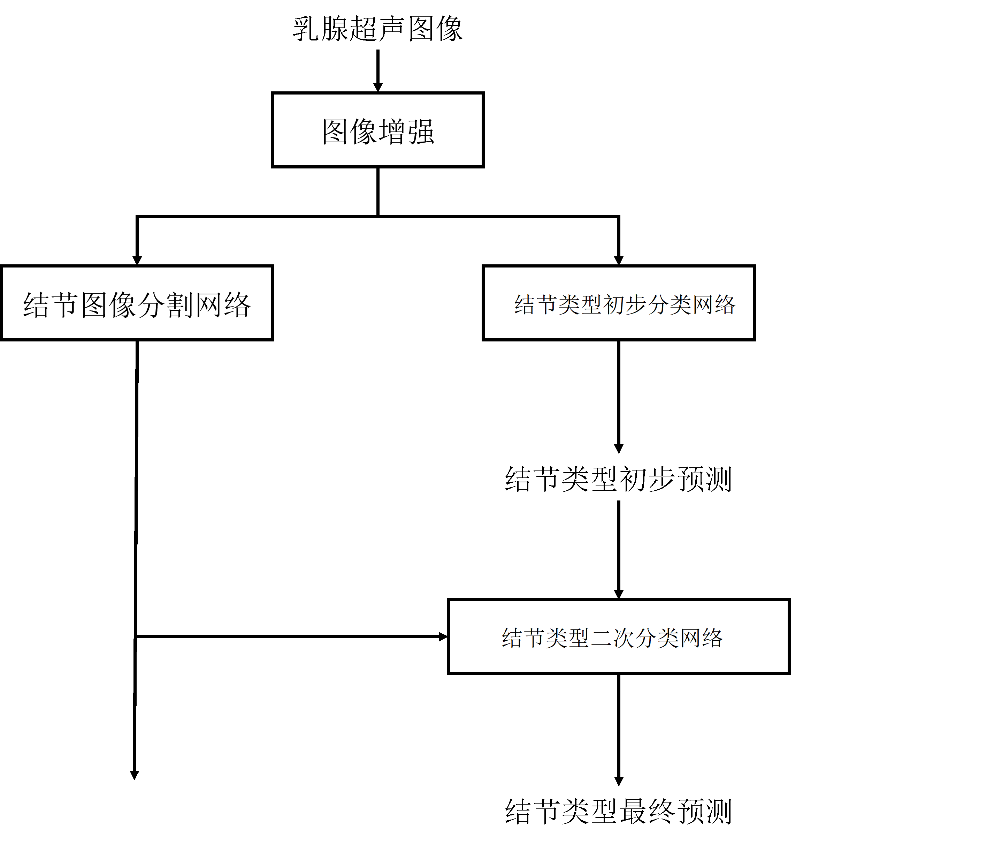 乳腺超声图像
图像增强
结节图像分割网络
结节类型初步分类网络
结节类型初步预测
结节类型二次分类网络
结节类型最终预测